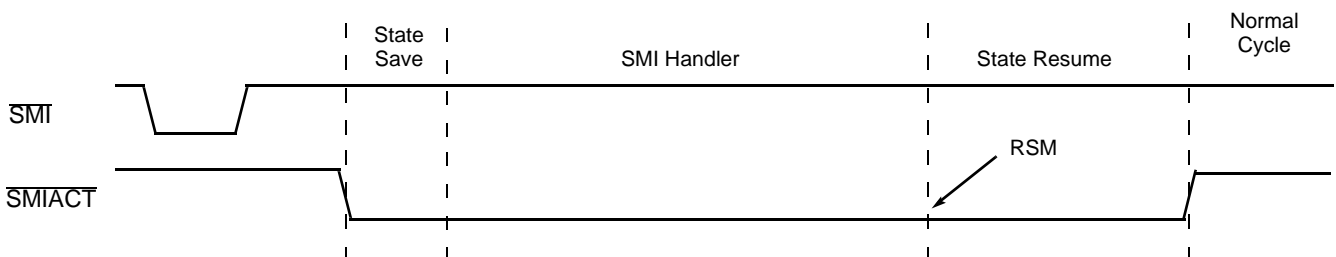 State
Save
SMI Handler
State Resume
Normal
Cycle
SMI
RSM
SMIACT